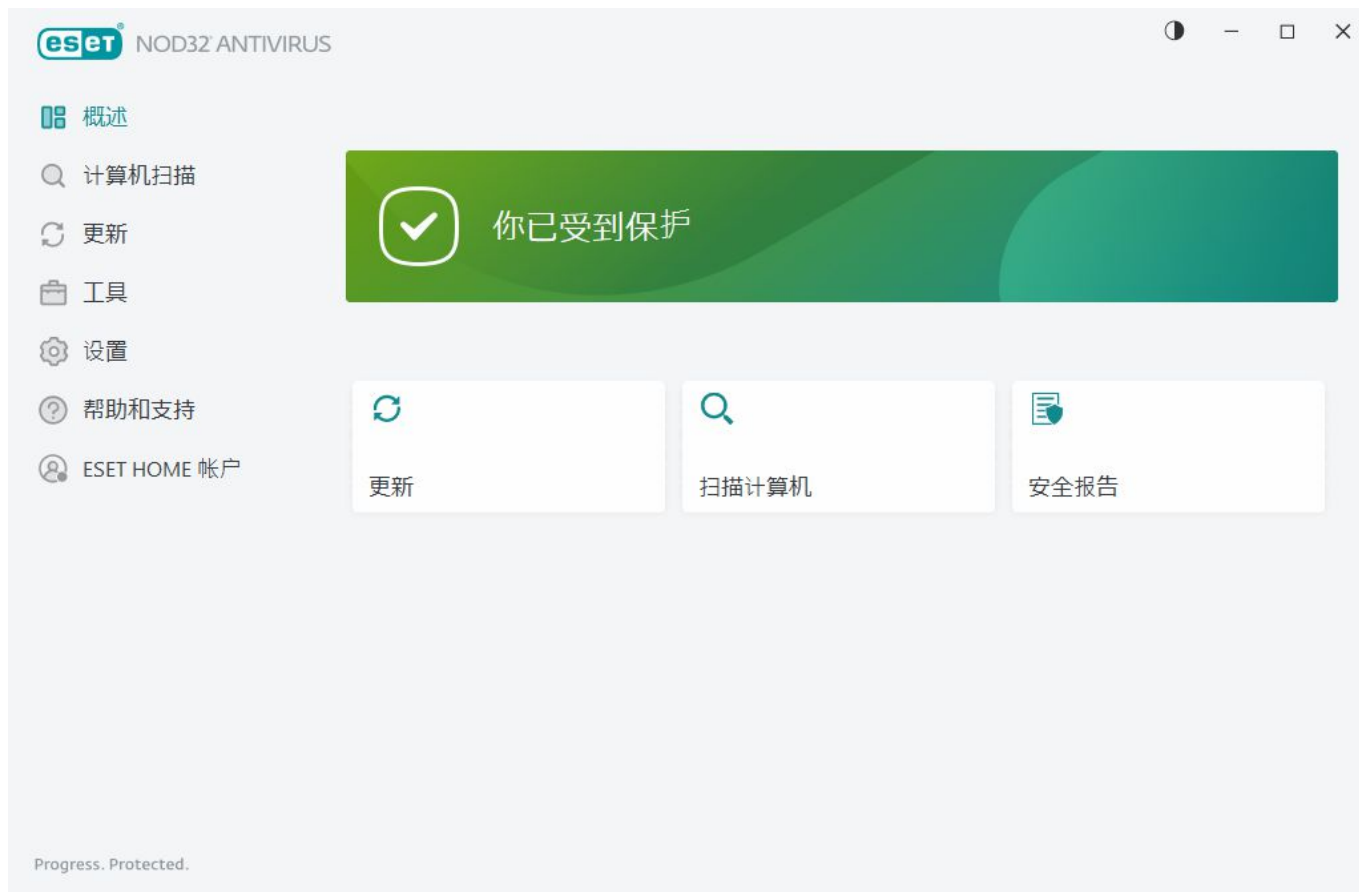 eset® NOD32® ANTIVIRUS
概述
计算机扫描
更新
工具
设置
帮助和支持
ESET HOME 帐户
你已受到保护
更新
扫描计算机
安全报告
Progress. Protected.